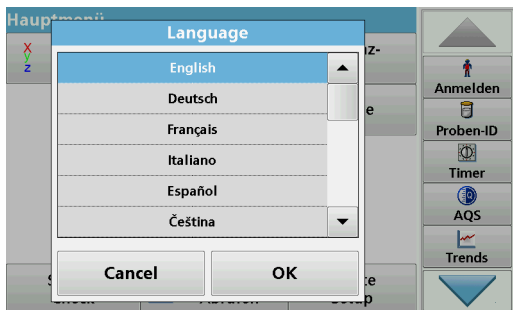 Hauptmenü
Language
x
y
z
English
Deutsch
Français
Italiano
Español
Čeština
Cancel
OK
Anmelden
Proben-ID
Timer
AQS
Trends